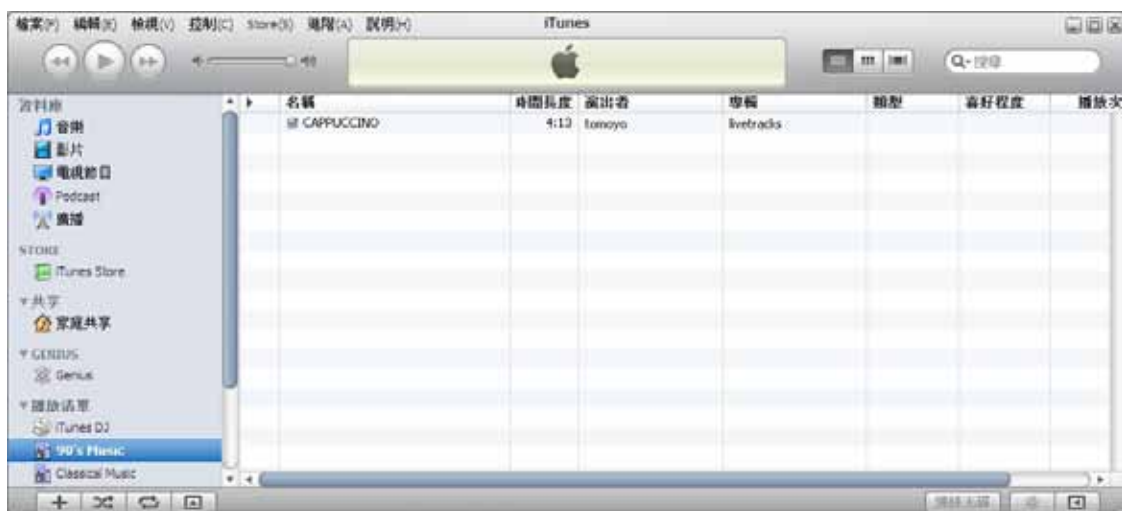 檔案(F) 編輯(E) 檢視(V) 控制(C) Store(S) 進階(A) 說明(H)
iTunes
搜尋
資料庫
音樂
影片
電視節目
Podcast
廣播
STORE
iTunes Store
共享
家庭共享
GENIUS
Genius
播放清單
iTunes DJ
90's Music
Classical Music
名稱 時間長度 演出者 專輯 類型 喜好程度 播放次
CAPPUCCINO 4:13 tomoyo livetracks